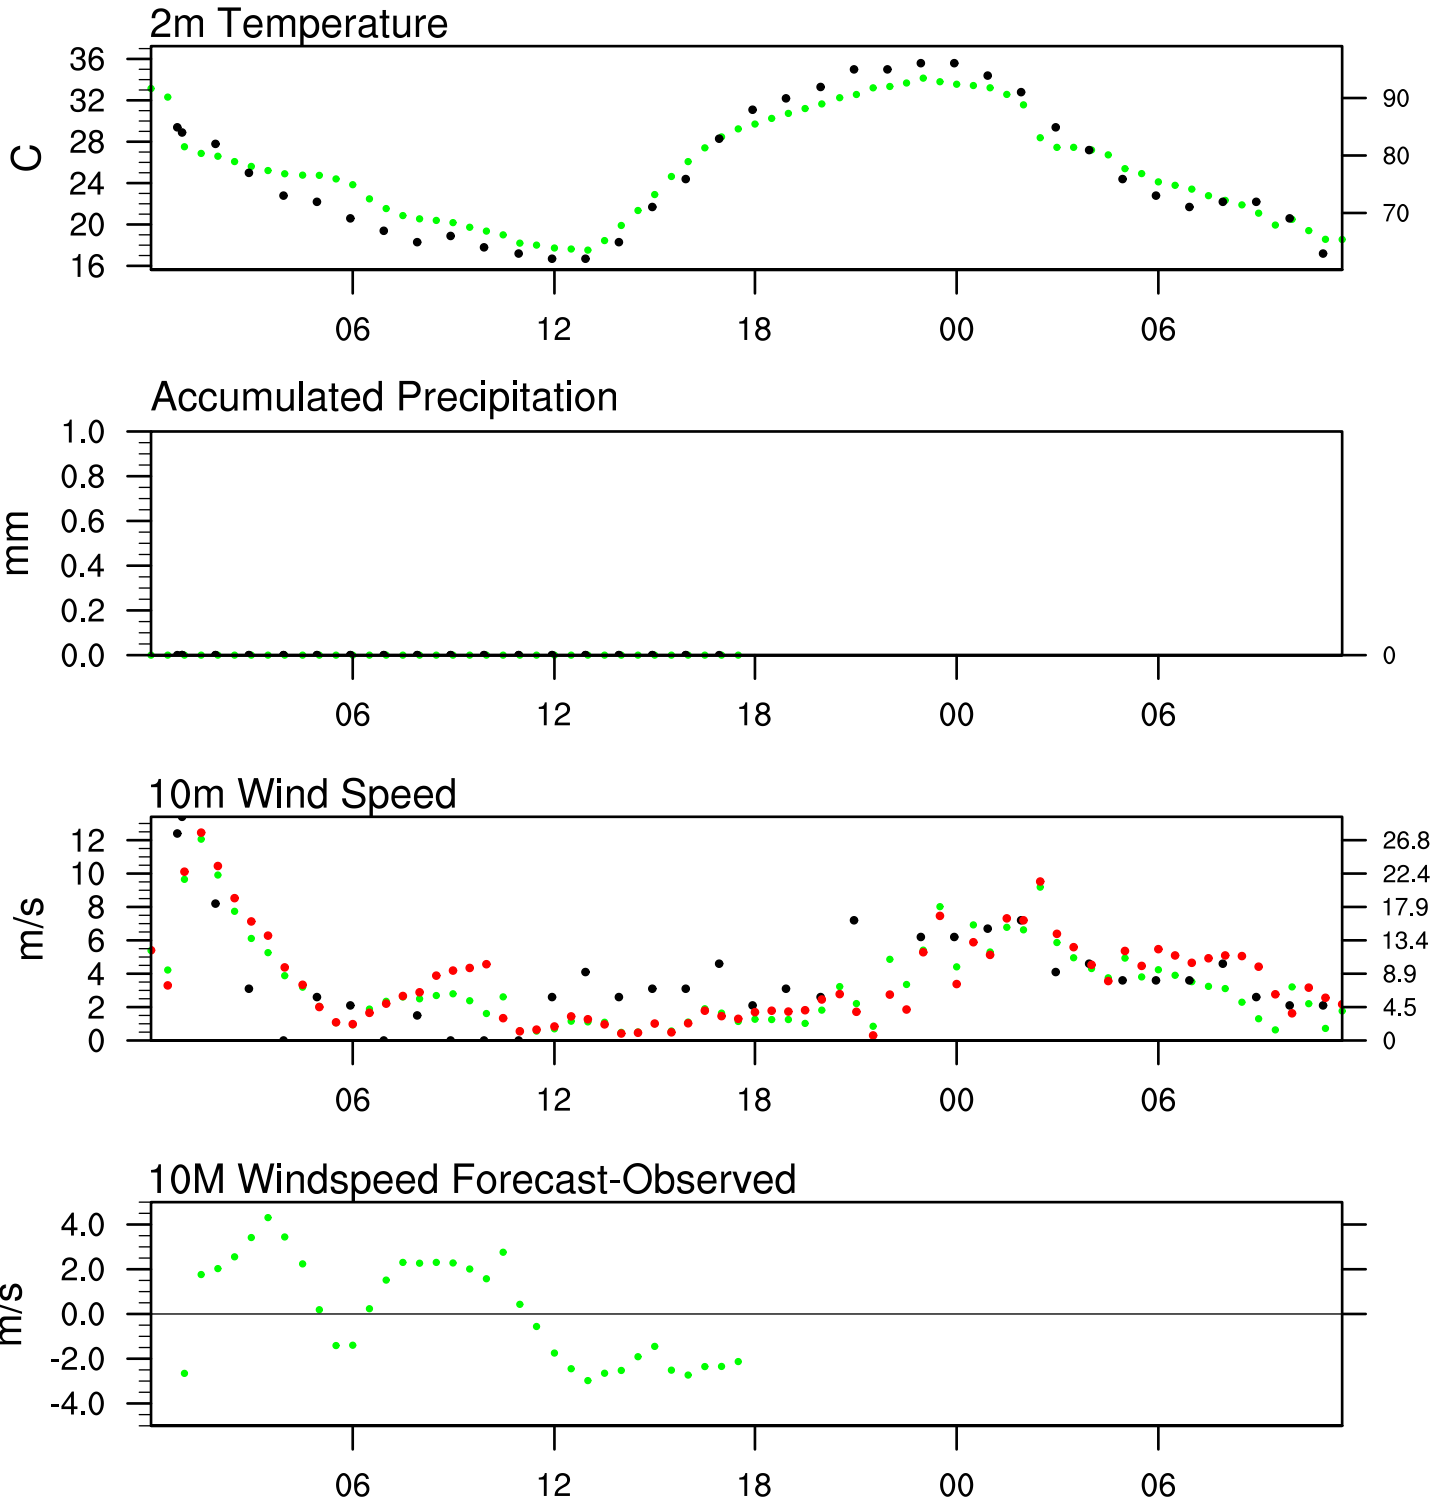 2m Temperature
36
32
28
24
20
16
C
90
80
70
06 12 18 00 06
Accumulated Precipitation
1.0
0.8
0.6
0.4
0.2
0.0
mm
0
06 12 18 00 06
10m Wind Speed
12
10
8
6
4
2
0
m/s
26.8
22.4
17.9
13.4
8.9
4.5
0
06 12 18 00 06
10M Windspeed Forecast-Observed
4.0
2.0
0.0
-2.0
-4.0
m/s
06 12 18 00 06